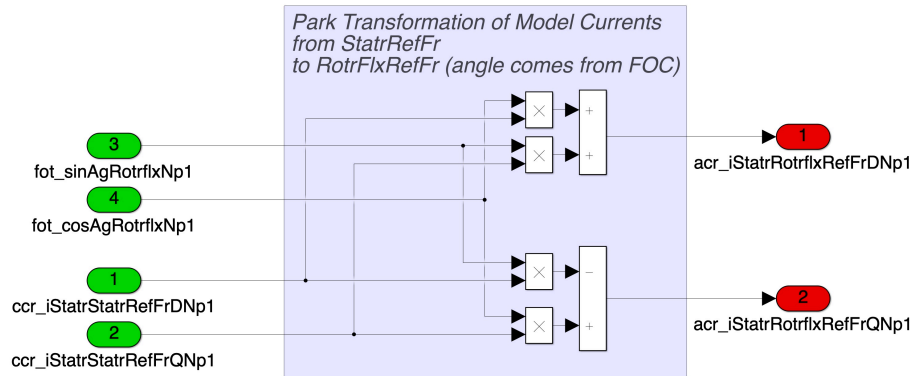 Park Transformation of Model Currents
from StatrRefFr
to RotrFlxRefFr (angle comes from FOC)
×
+
3
fot_sinAgRotrflxNp1
×
+
1
acr_iStatrRotrflxRefFrDNp1
4
fot_cosAgRotrflxNp1
1
ccr_iStatrStatrRefFrDNp1
×
−
2
acr_iStatrRotrflxRefFrQNp1
2
ccr_iStatrStatrRefFrQNp1
×
+